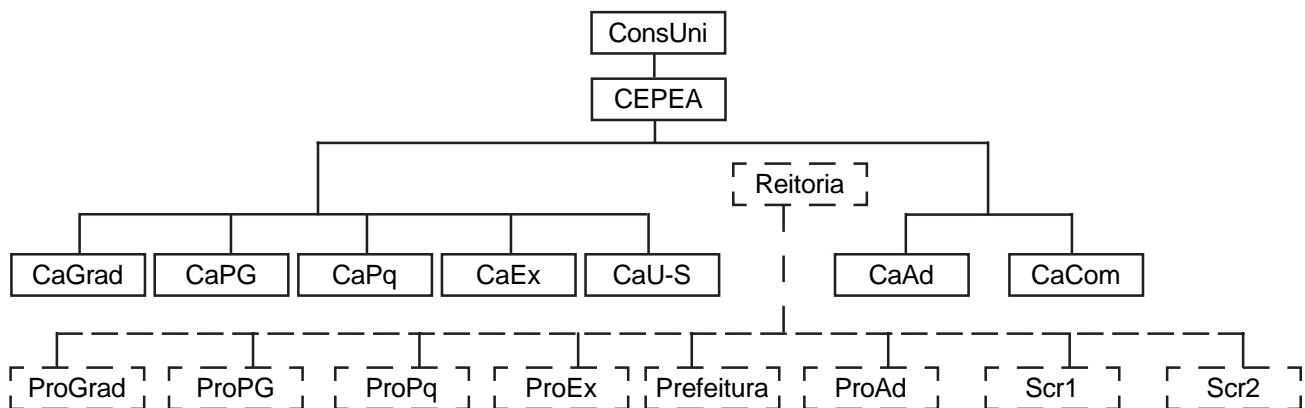 ConsUni
CEPEA
Reitoria
CaGrad CaPG CaPq CaEx CaU-S CaAd CaCom
ProGrad ProPG ProPq ProEx Prefeitura ProAd Scr1 Scr2